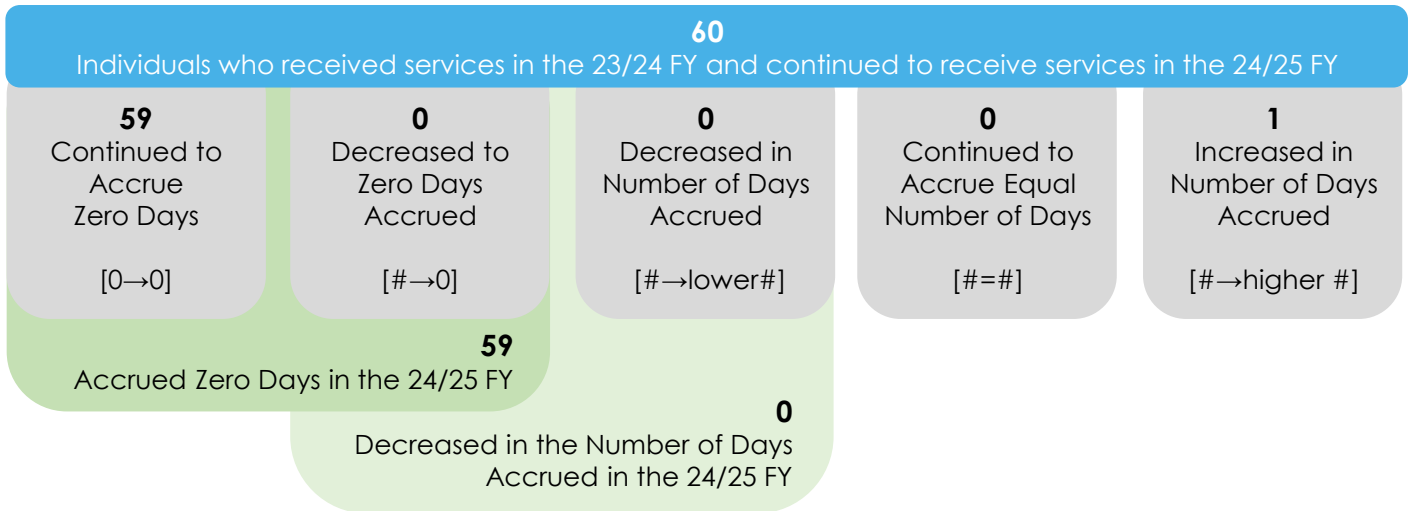 60
Individuals who received services in the 23/24 FY and continued to receive services in the 24/25 FY
59
Continued to
Accrue
Zero Days
[0→0]
0
Decreased to
Zero Days
Accrued
[#→0]
0
Decreased in
Number of Days
Accrued
[#→lower#]
0
Continued to
Accrue Equal
Number of Days
[#=#]
1
Increased in
Number of Days
Accrued
[#→higher #]
59
Accrued Zero Days in the 24/25 FY
0
Decreased in the Number of Days
Accrued in the 24/25 FY